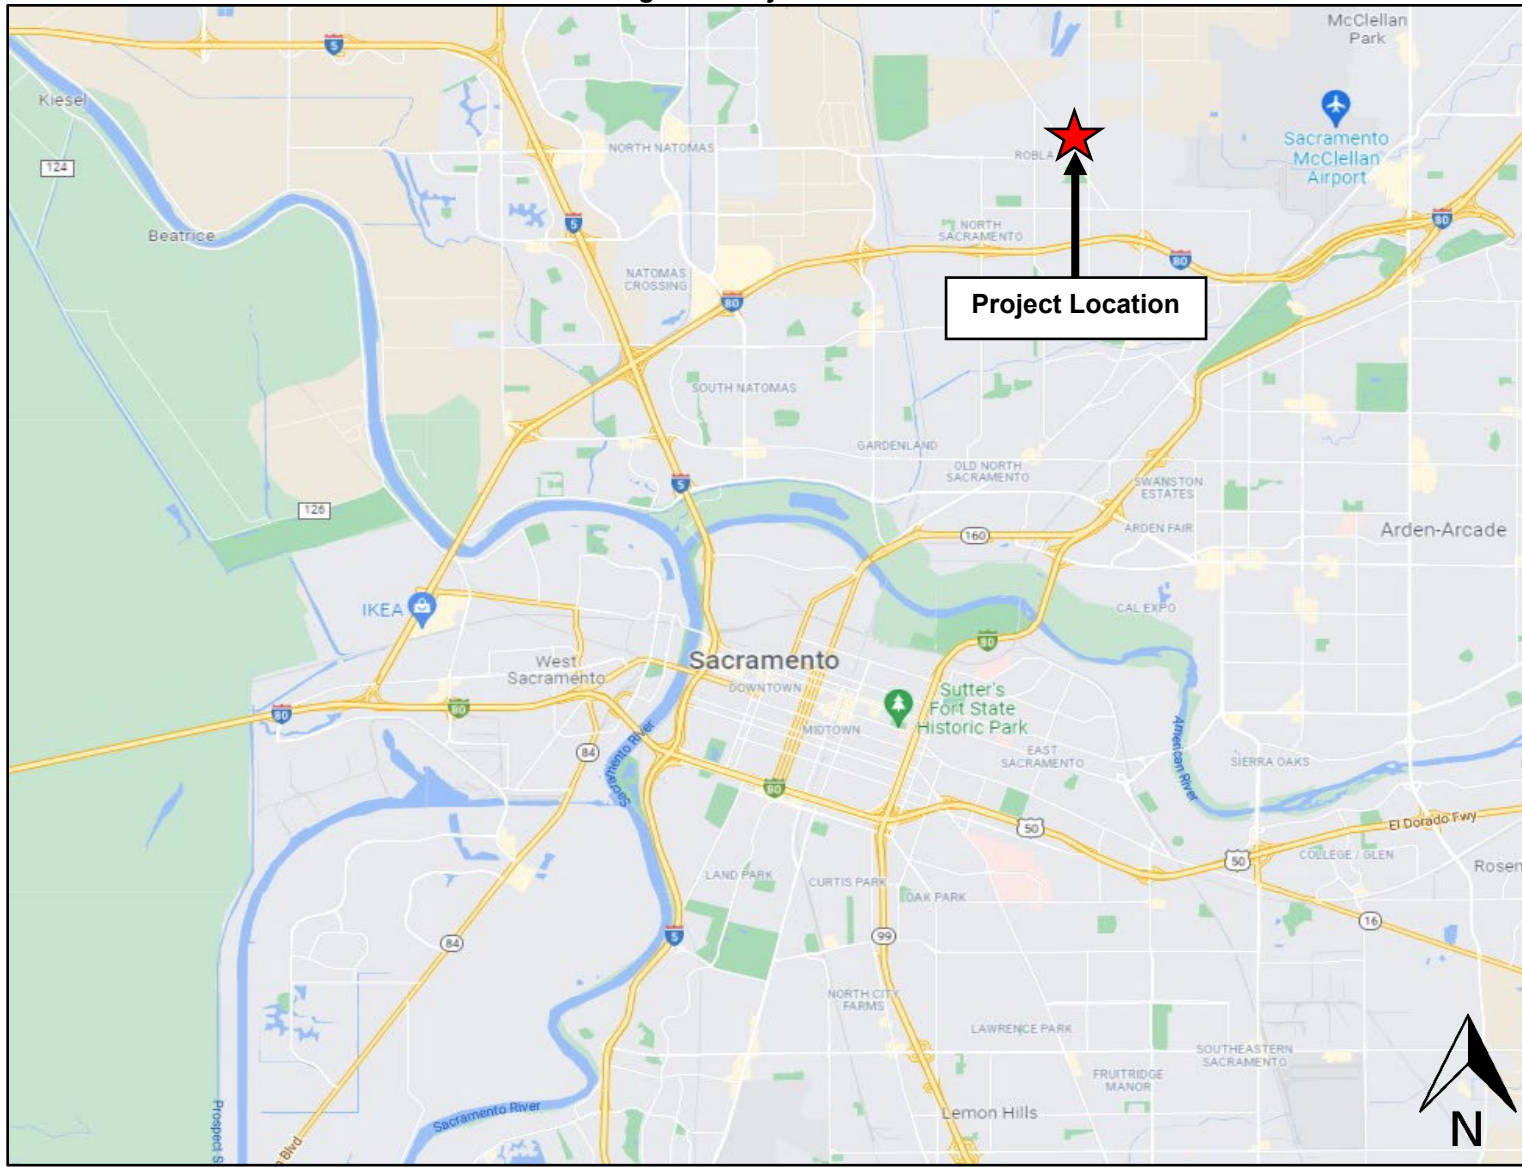 McClellan
Park
5
Kiesel
Sacramento
McClellan
Airport
124
NORTH NATOMAS
ROBLA
5
80
NORTH
SACRAMENTO
Beatrice
80
NATOMAS
CROSSING
80
Project Location
SOUTH NATOMAS
GARDENLAND
OLD NORTH
SACRAMENTO
5
SWANSTON
ESTATES
126
ARDEN FAIR
Arden-Arcade
160
IKEA
CAL EXPO
80
West
Sacramento
Sacramento
DOWNTOWN
Sutter's
Fort State
Historic Park
80
80
MIDTOWN
84
Sacramento River
EAST
SACRAMENTO
American River
SIERRA OAKS
80
50
El Dorado Fwy
50
COLLEGE / GLEN
Rosen
LAND PARK
CURTIS PARK
OAK PARK
16
84
5
99
NORTH CITY
FARMS
LAWRENCE PARK
SOUTHEASTERN
SACRAMENTO
FRUITRIDGE
MANOR
Sacramento River
Lemon Hills
Prospect S
Blvd
N